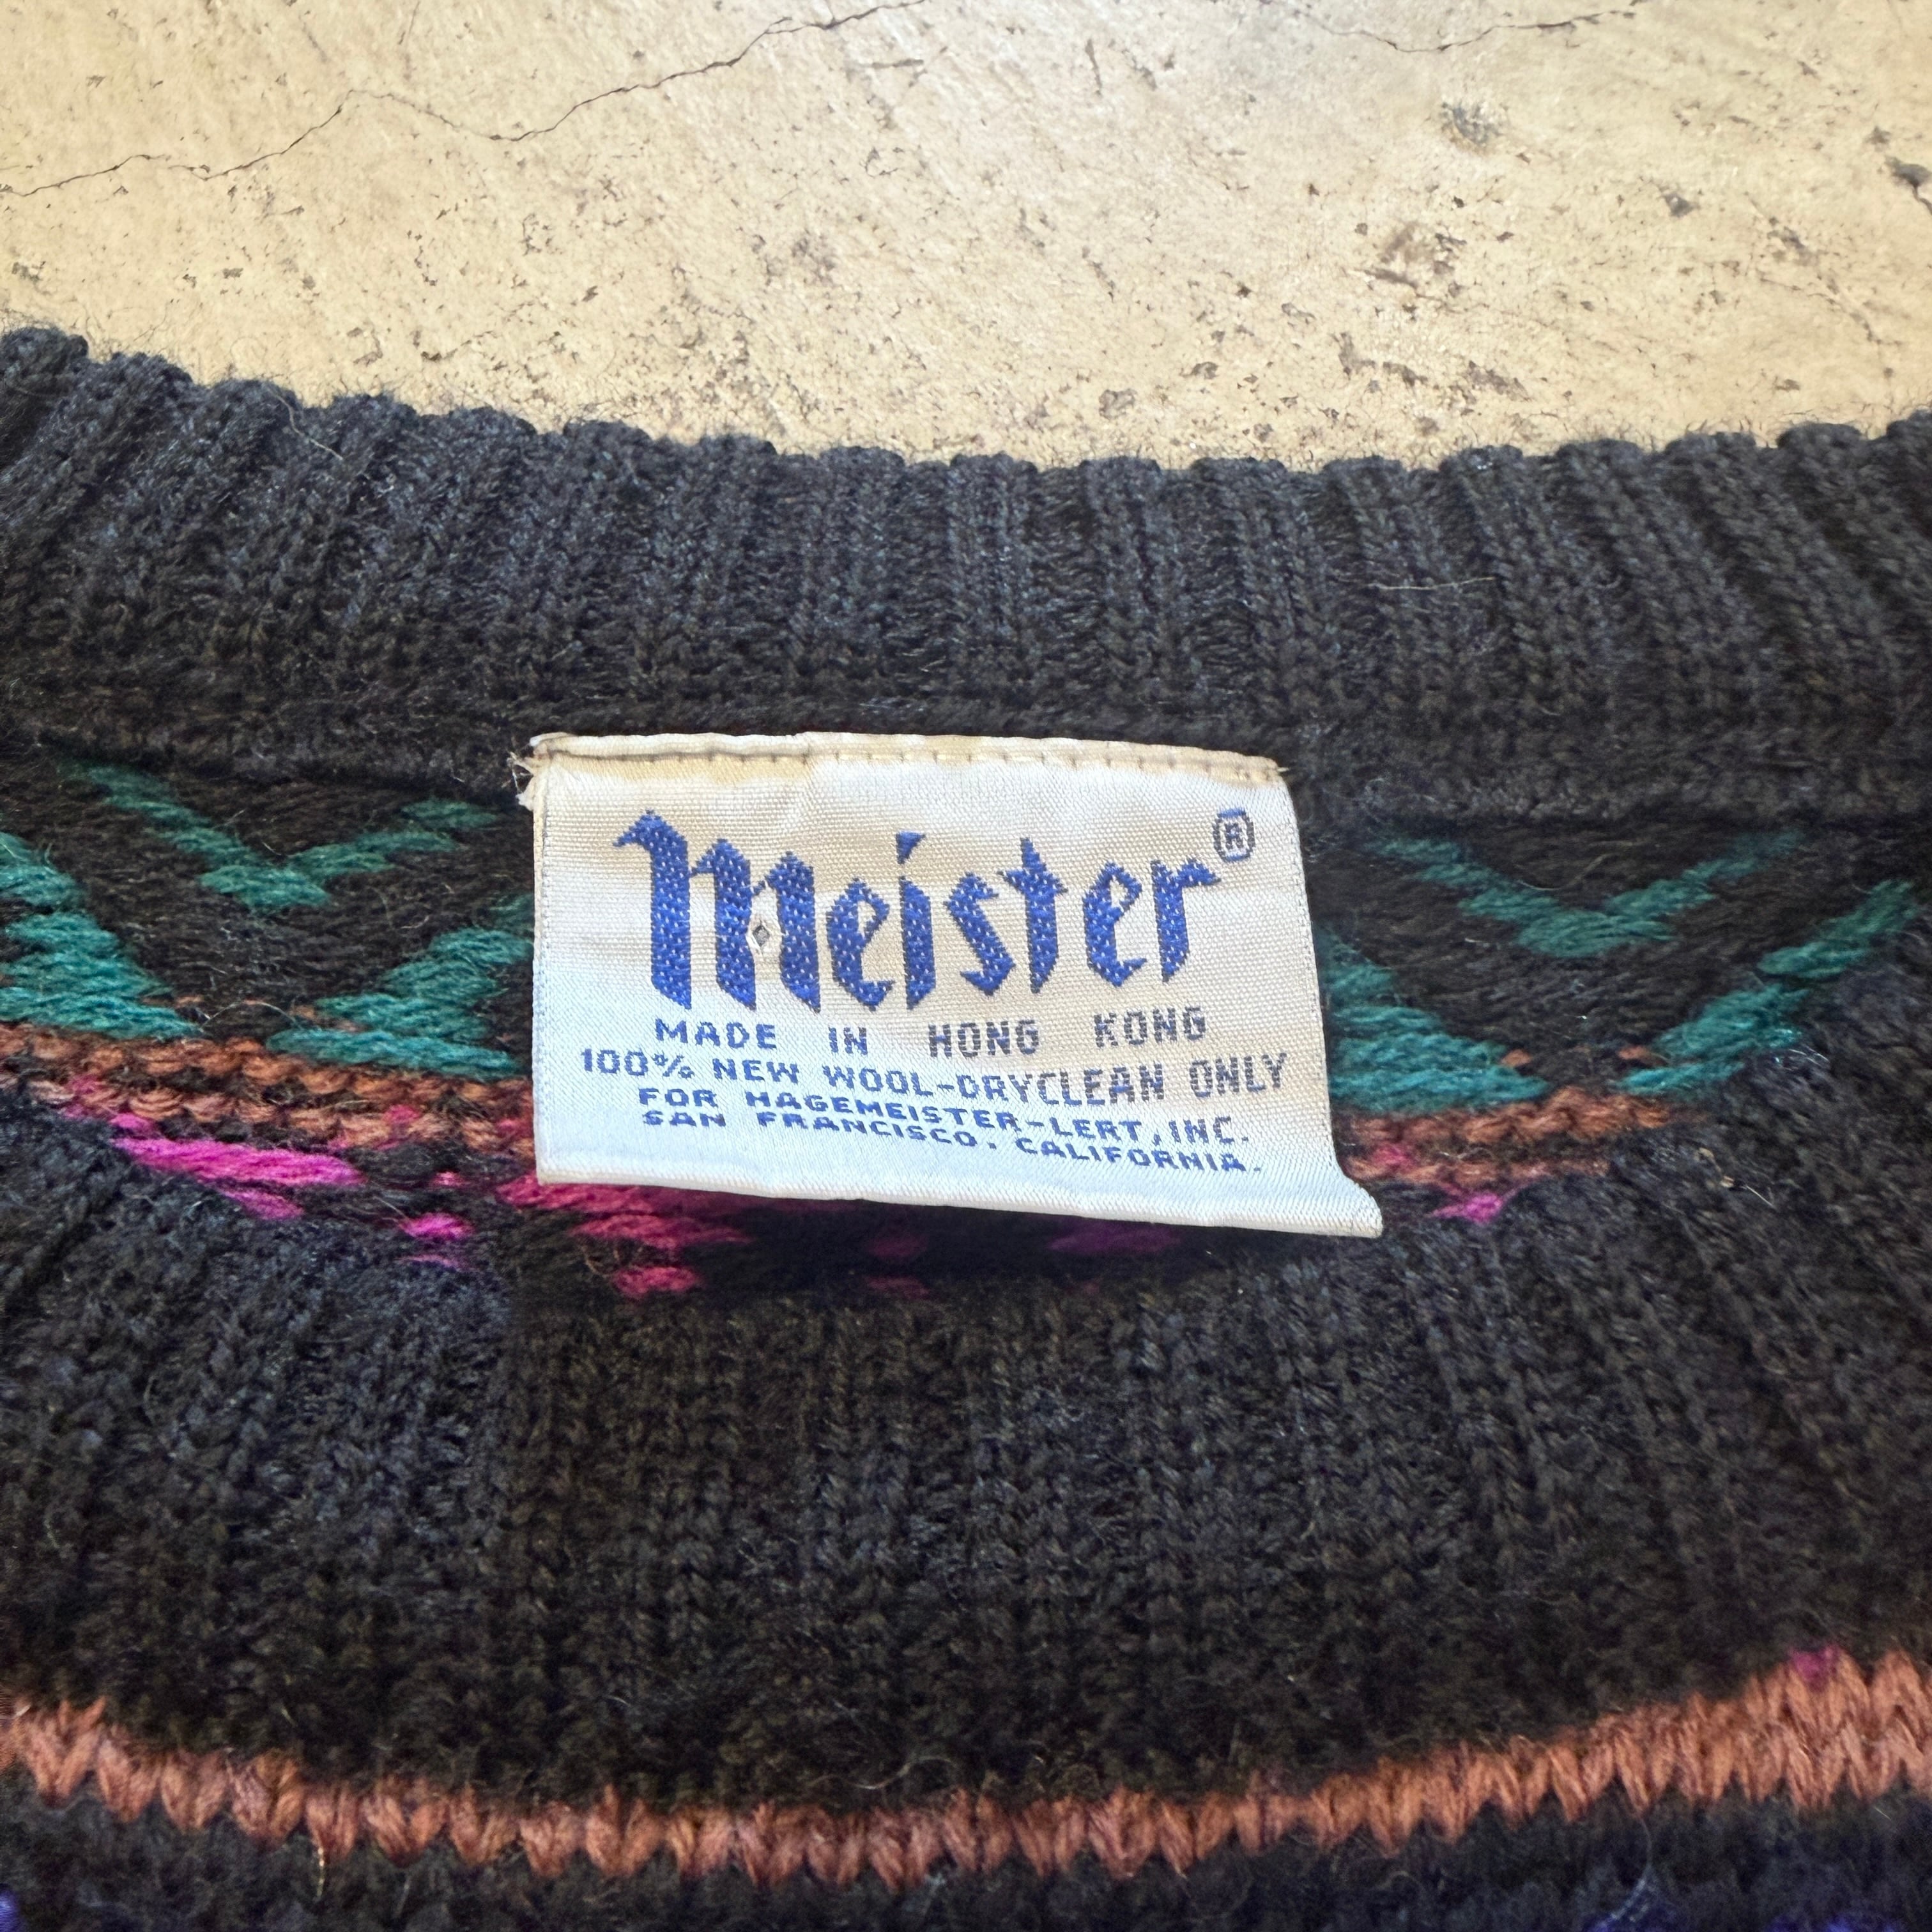 Meister®
MADE IN HONG KONG
100% NEW WOOL-DRYCLEAN ONLY
FOR HAGEMEISTER-LERT, INC.
SAN FRANCISCO. CALIFORNIA.